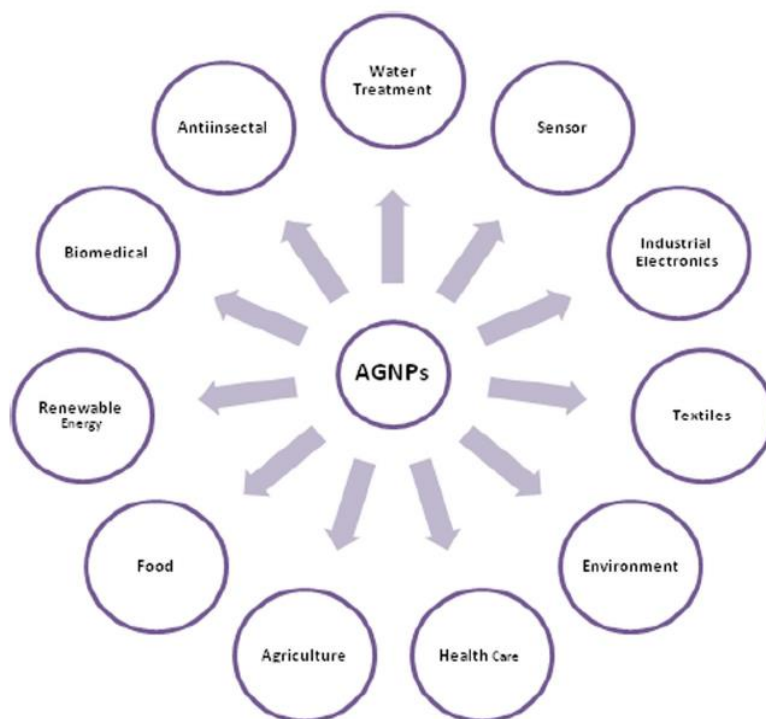 Water
Treatment
Sensor
Industrial
Electronics
Textiles
Environment
Health Care
Agriculture
Food
Renewable
Energy
Biomedical
Antiinsectal
AGNPs